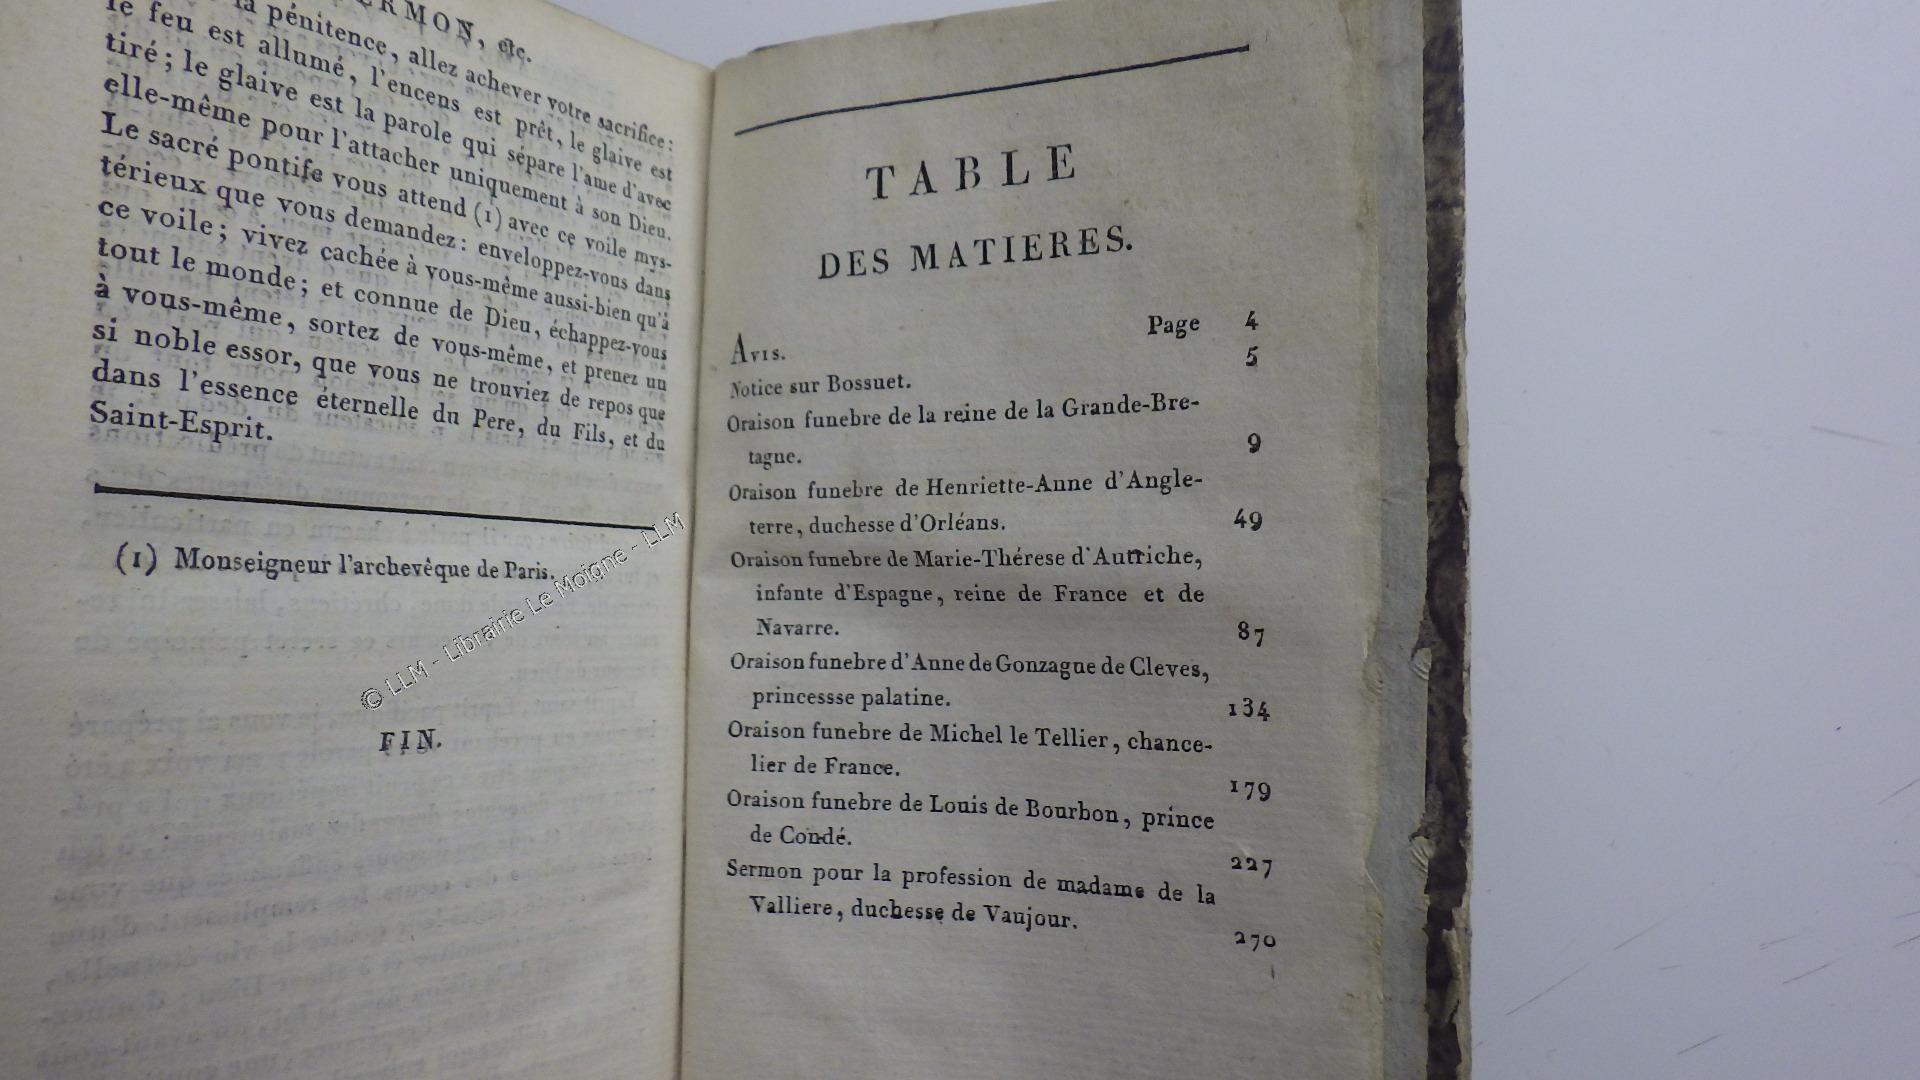 SERMON, etc.
la pénitence, allez achever votre sacrifice:
le feu est allumé, l'encens est prêt, le glaive est
tiré; le glaive est la parole qui sépare l'ame d'avec
elle-même pour l'attacher uniquement à son Dieu.
Le sacré pontife vous attend (1) avec ce voile mys-
térieux que vous demandez: enveloppez-vous dans
ce voile; vivez cachée à vous-même aussi-bien qu'à
tout le monde; et connue de Dieu, échappez-vous
à vous-même, sortez de vous-même, et prenez un
si noble essor, que vous ne trouviez de repos que
dans l'essence éternelle du Pere, du Fils, et du
Saint-Esprit.
(1) Monseigneur l'archevêque de Paris.
FIN.
© LLM - Librairie Le Moigne - LLM
TABLE
DES MATIERES.
Avis. Page 4
Notice sur Bossuet. 5
Oraison funebre de la reine de la Grande-Bre-
tagne. 9
Oraison funebre de Henriette-Anne d'Angle-
terre, duchesse d'Orléans. 49
Oraison funebre de Marie-Thérese d'Autriche,
infante d'Espagne, reine de France et de
Navarre. 87
Oraison funebre d'Anne de Gonzague de Cleves,
princessse palatine. 134
Oraison funebre de Michel le Tellier, chance-
lier de France. 179
Oraison funebre de Louis de Bourbon, prince
de Condé. 227
Sermon pour la profession de madame de la
Valliere, duchesse de Vaujour. 270